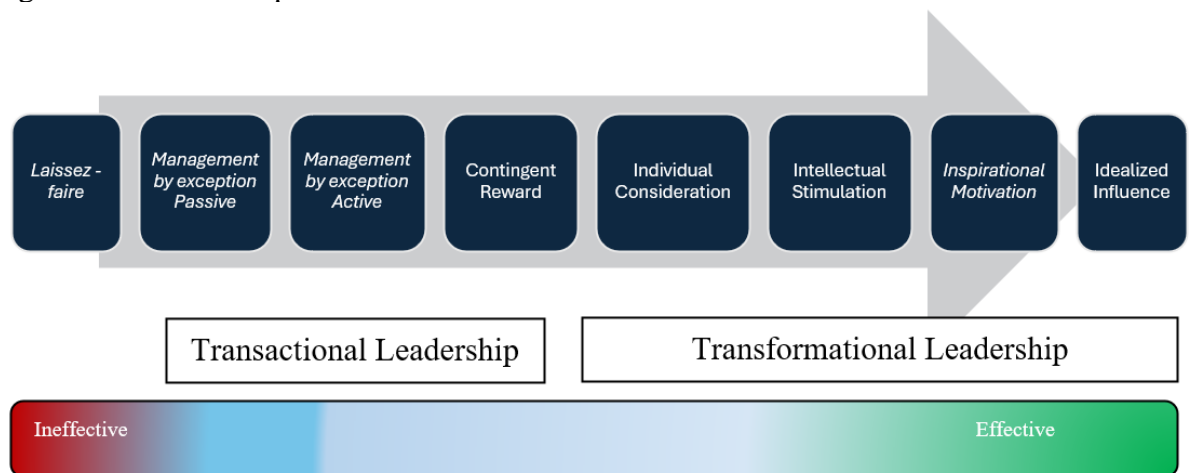 Laissez -
faire
Management
by exception
Passive
Management
by exception
Active
Contingent
Reward
Individual
Consideration
Intellectual
Stimulation
Inspirational
Motivation
Idealized
Influence
Transactional Leadership
Transformational Leadership
Ineffective
Effective